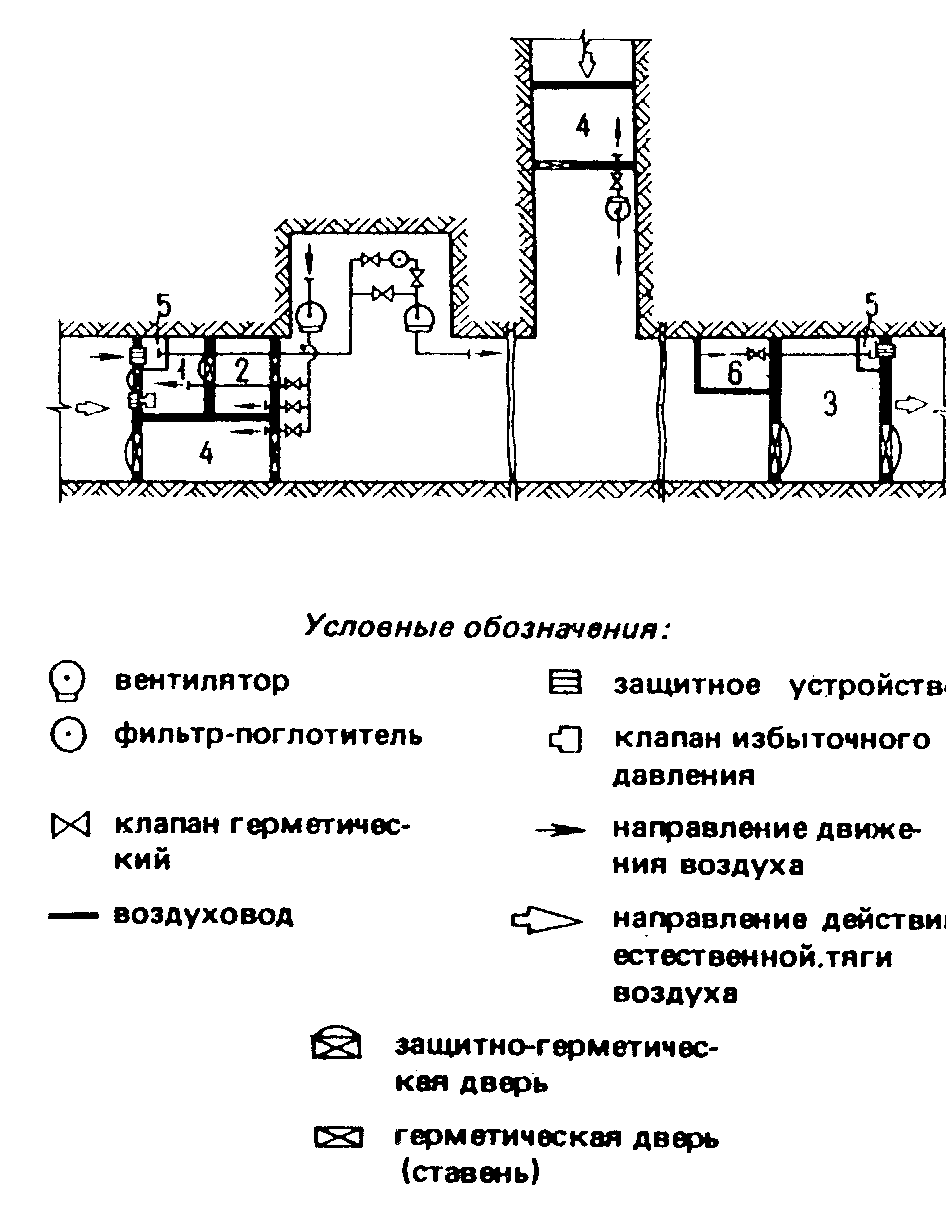 4
5
5
1
2
6
3
4
Условные обозначения:
вентилятор
защитное устройств
фильтр-поглотитель
клапан избыточного
давления
клапан герметичес-
кий
направление движе-
ния воздуха
воздуховод
направление действи
естественной.тяги
воздуха
защитно-герметичес-
кая дверь
герметическая дверь
(ставень)